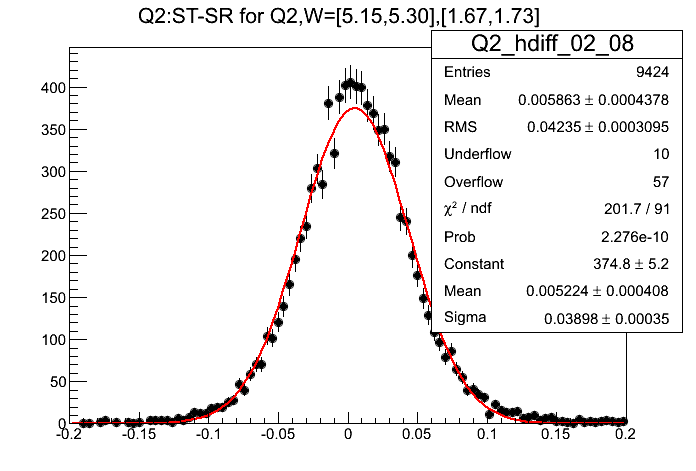 Q2:ST-SR for Q2,W=[5.15,5.30],[1.67,1.73]
Q2_hdiff_02_08
Entries 9424
Mean 0.005863 ± 0.0004378
RMS 0.04235 ± 0.0003095
Underflow 10
Overflow 57
χ² / ndf 201.7 / 91
Prob 2.276e-10
Constant 374.8 ± 5.2
Mean 0.005224 ± 0.000408
Sigma 0.03898 ± 0.00035
400
350
300
250
200
150
100
50
0
-0.2 -0.15 -0.1 -0.05 0 0.05 0.1 0.15 0.2